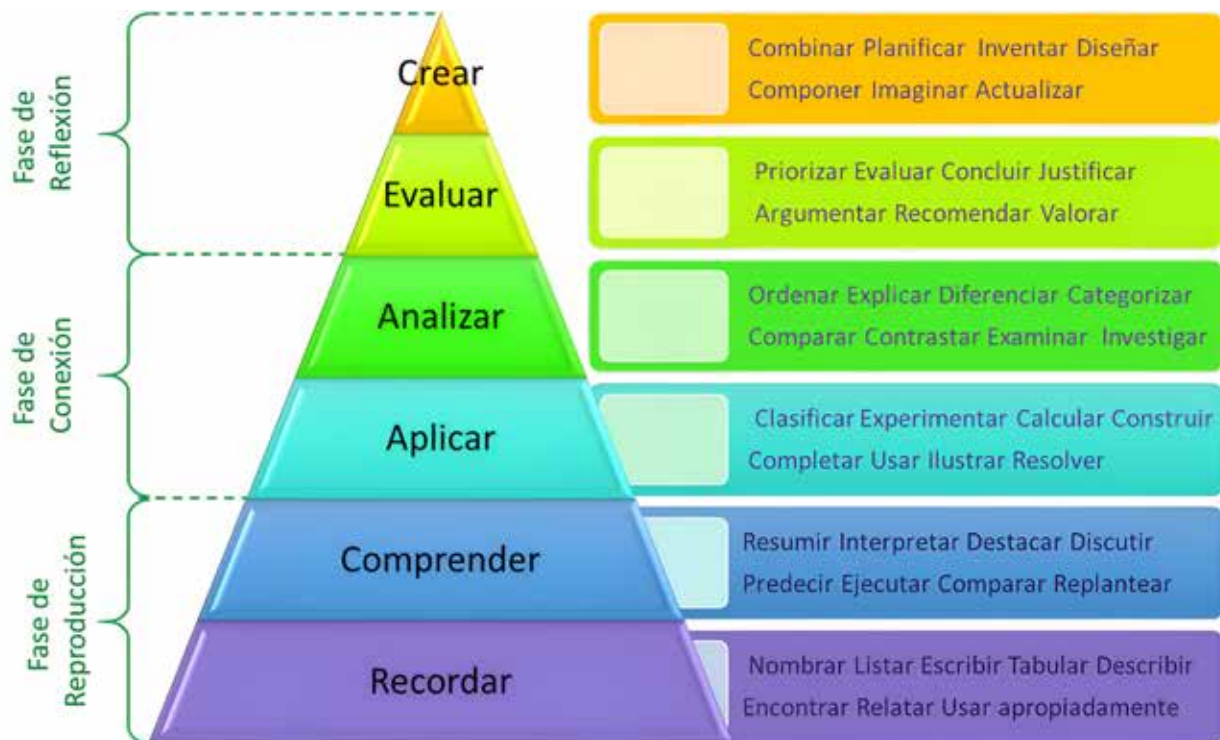 Fase de
Reflexión
Crear
Combinar Planificar Inventar Diseñar
Componer Imaginar Actualizar
Evaluar
Priorizar Evaluar Concluir Justificar
Argumentar Recomendar Valorar
Fase de
Conexión
Analizar
Ordenar Explicar Diferenciar Categorizar
Comparar Contrastar Examinar Investigar
Aplicar
Clasificar Experimentar Calcular Construir
Completar Usar Ilustrar Resolver
Fase de
Reproducción
Comprender
Resumir Interpretar Destacar Discutir
Predecir Ejecutar Comparar Replantear
Recordar
Nombrar Listar Escribir Tabular Describir
Encontrar Relatar Usar apropiadamente